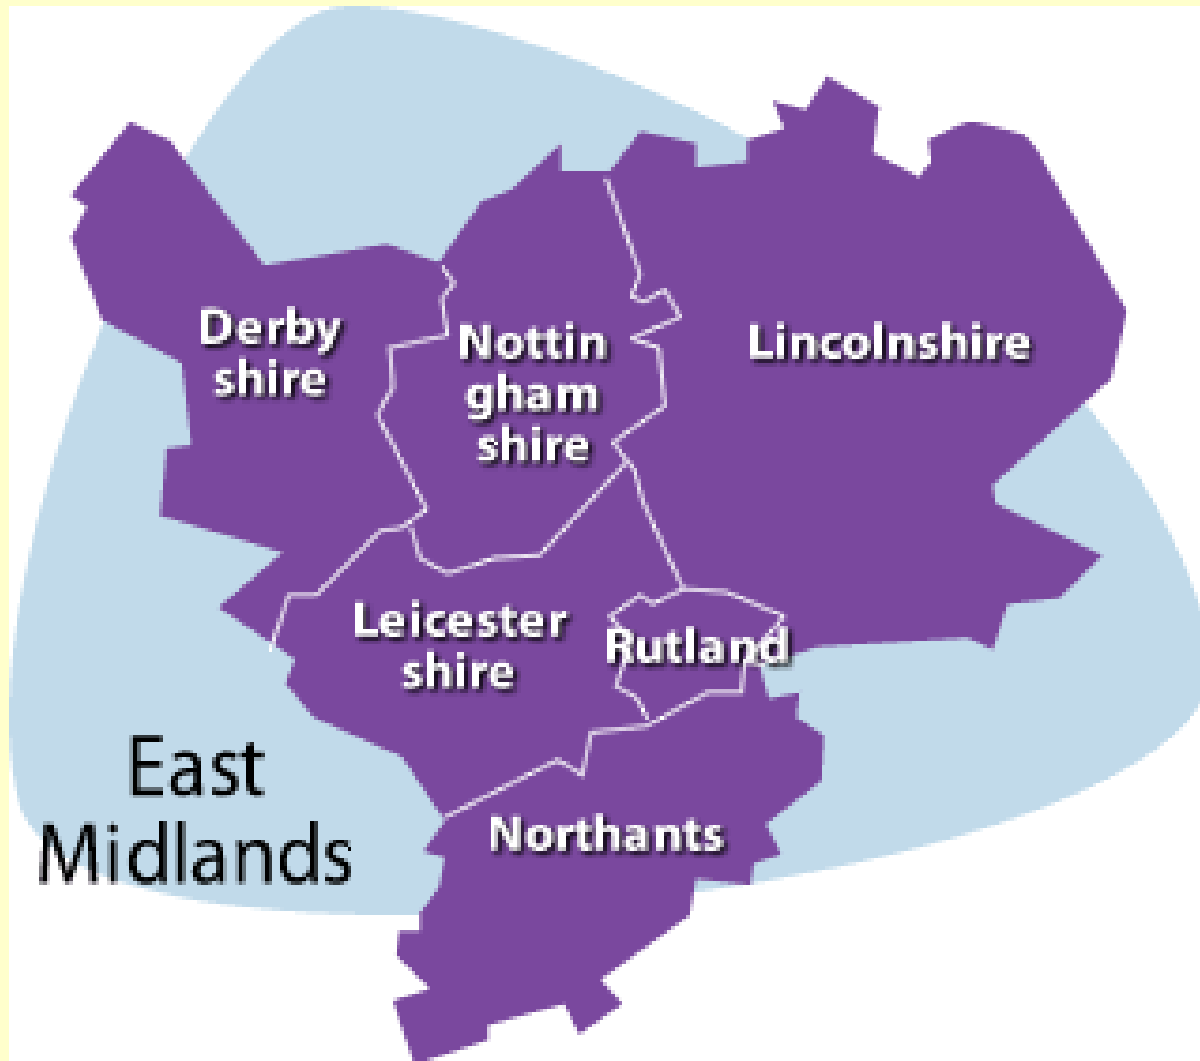 Derby
shire
Nottin
gham
shire
Lincolnshire
Leicester
shire
Rutland
East
Midlands
Northants